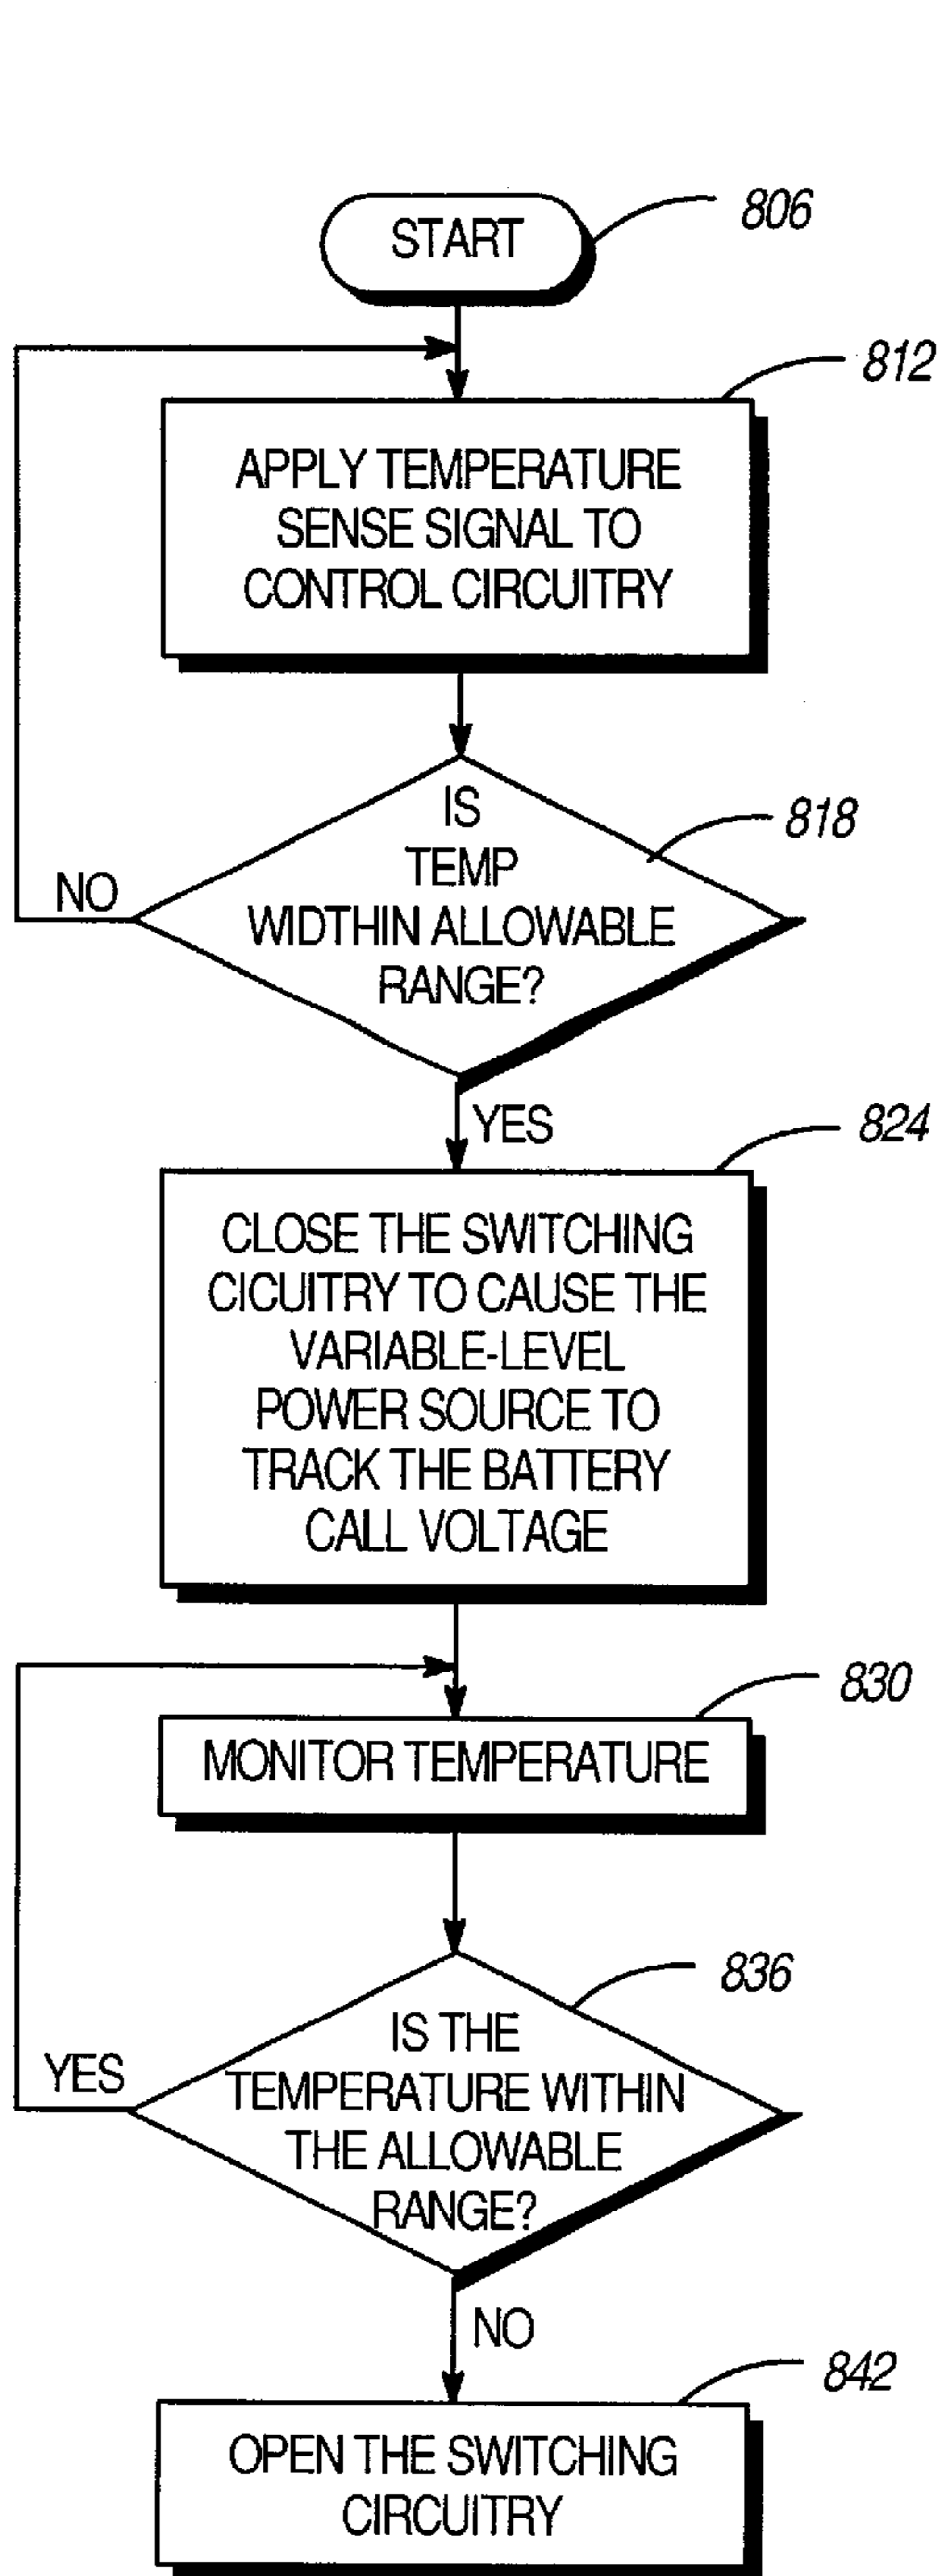 START
806
812
APPLY TEMPERATURE
SENSE SIGNAL TO
CONTROL CIRCUITRY
818
IS
TEMP
WIDTHIN ALLOWABLE
RANGE?
NO
YES
824
CLOSE THE SWITCHING
CICUITRY TO CAUSE THE
VARIABLE-LEVEL
POWER SOURCE TO
TRACK THE BATTERY
CALL VOLTAGE
830
MONITOR TEMPERATURE
836
IS THE
TEMPERATURE WITHIN
THE ALLOWABLE
RANGE?
YES
NO
842
OPEN THE SWITCHING
CIRCUITRY